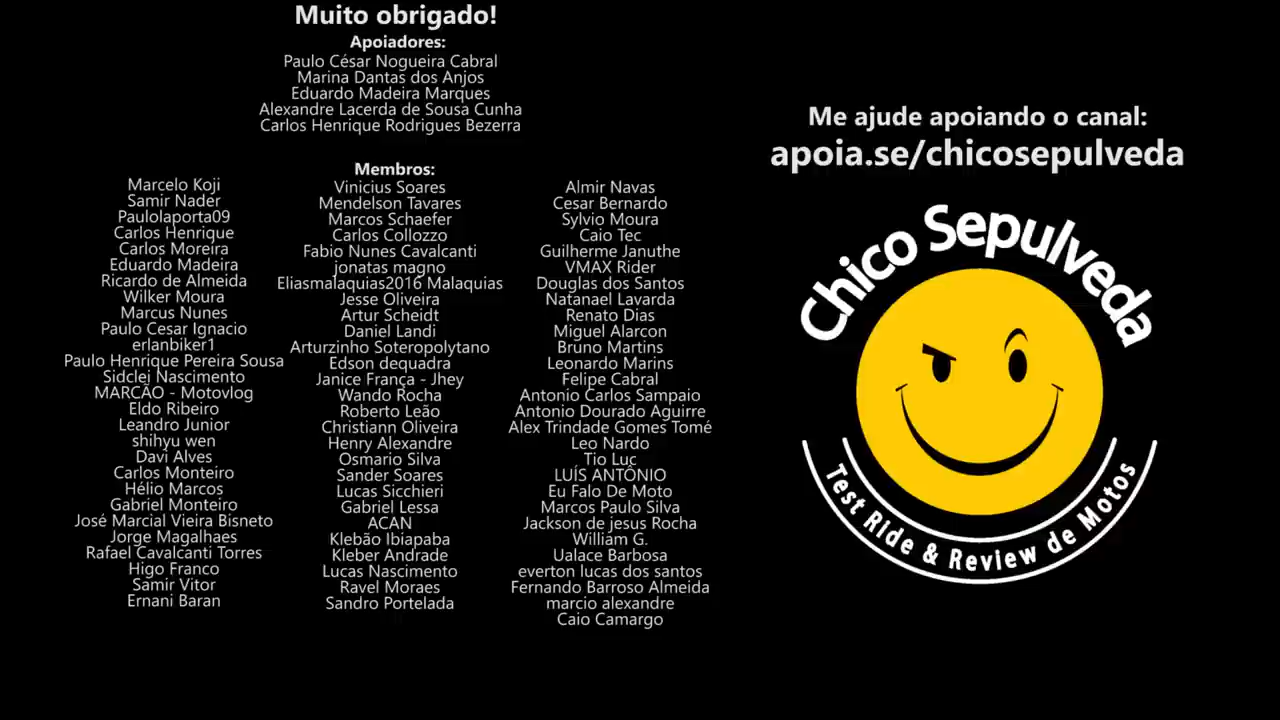 Muito obrigado!
Apoiadores:
Paulo César Nogueira Cabral
Marina Dantas dos Anjos
Eduardo Madeira Marques
Alexandre Lacerda de Sousa Cunha
Carlos Henrique Rodrigues Bezerra
Marcelo Koji
Samir Nader
Paulolaporta09
Carlos Henrique
Carlos Moreira
Eduardo Madeira
Ricardo de Almeida
Wilker Moura
Marcus Nunes
Paulo Cesar Ignacio
erlanbiker1
Paulo Henrique Pereira Sousa
Sidclei Nascimento
MARCÃO - Motovlog
Eldo Ribeiro
Leandro Junior
shihyu wen
Davi Alves
Carlos Monteiro
Hélio Marcos
Gabriel Monteiro
José Marcial Vieira Bisneto
Jorge Magalhaes
Rafael Cavalcanti Torres
Higo Franco
Samir Vitor
Ernani Baran
Membros:
Vinicius Soares
Mendelson Tavares
Marcos Schaefer
Carlos Collozzo
Fabio Nunes Cavalcanti
jonatas magno
Eliasmalaquias2016 Malaquias
Jesse Oliveira
Artur Scheidt
Daniel Landi
Arturzinho Soteropolytano
Edson dequadra
Janice França - Jhey
Wando Rocha
Roberto Leão
Christiann Oliveira
Henry Alexandre
Osmario Silva
Sander Soares
Lucas Sicchieri
Gabriel Lessa
ACAN
Klebão Ibiapaba
Kleber Andrade
Lucas Nascimento
Ravel Moraes
Sandro Portelada
Almir Navas
Cesar Bernardo
Sylvio Moura
Caio Tec
Guilherme Januthe
VMAX Rider
Douglas dos Santos
Natanael Lavarda
Renato Dias
Miguel Alarcon
Bruno Martins
Leonardo Marins
Felipe Cabral
Antonio Carlos Sampaio
Antonio Dourado Aguirre
Alex Trindade Gomes Tomé
Leo Nardo
Tio Luc
LUÍS ANTÔNIO
Eu Falo De Moto
Marcos Paulo Silva
Jackson de jesus Rocha
William G.
Ualace Barbosa
everton lucas dos santos
Fernando Barroso Almeida
marcio alexandre
Caio Camargo
Me ajude apoiando o canal:
apoia.se/chicosepulveda
Chico Sepulveda
Test Ride & Review de Motos